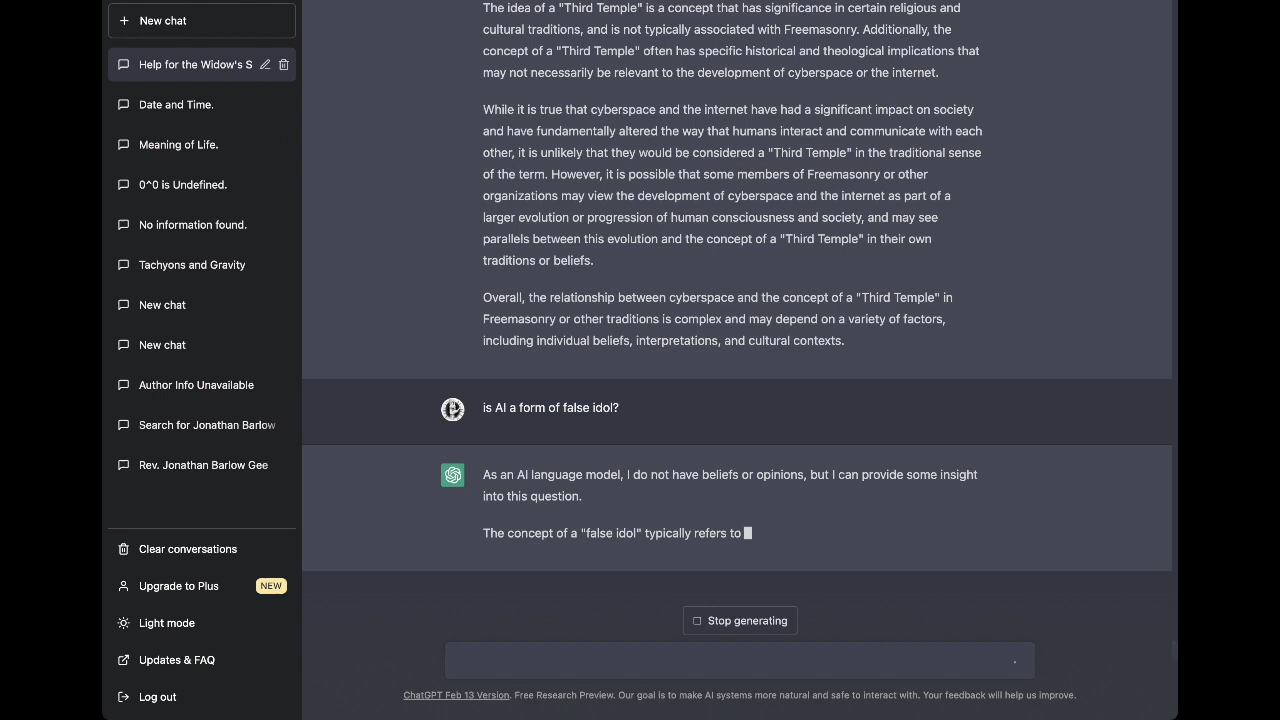 New chat
Help for the Widow's S
Date and Time.
Meaning of Life.
0^0 is Undefined.
No information found.
Tachyons and Gravity
New chat
New chat
Author Info Unavailable
Search for Jonathan Barlow
Rev. Jonathan Barlow Gee
Clear conversations
Upgrade to Plus NEW
Light mode
Updates & FAQ
Log out
The idea of a "Third Temple" is a concept that has significance in certain religious and
cultural traditions, and is not typically associated with Freemasonry. Additionally, the
concept of a "Third Temple" often has specific historical and theological implications that
may not necessarily be relevant to the development of cyberspace or the internet.
While it is true that cyberspace and the internet have had a significant impact on society
and have fundamentally altered the way that humans interact and communicate with each
other, it is unlikely that they would be considered a "Third Temple" in the traditional sense
of the term. However, it is possible that some members of Freemasonry or other
organizations may view the development of cyberspace and the internet as part of a
larger evolution or progression of human consciousness and society, and may see
parallels between this evolution and the concept of a "Third Temple" in their own
traditions or beliefs.
Overall, the relationship between cyberspace and the concept of a "Third Temple" in
Freemasonry or other traditions is complex and may depend on a variety of factors,
including individual beliefs, interpretations, and cultural contexts.
is AI a form of false idol?
As an AI language model, I do not have beliefs or opinions, but I can provide some insight
into this question.
The concept of a "false idol" typically refers to
Stop generating
ChatGPT Feb 13 Version. Free Research Preview. Our goal is to make AI systems more natural and safe to interact with. Your feedback will help us improve.